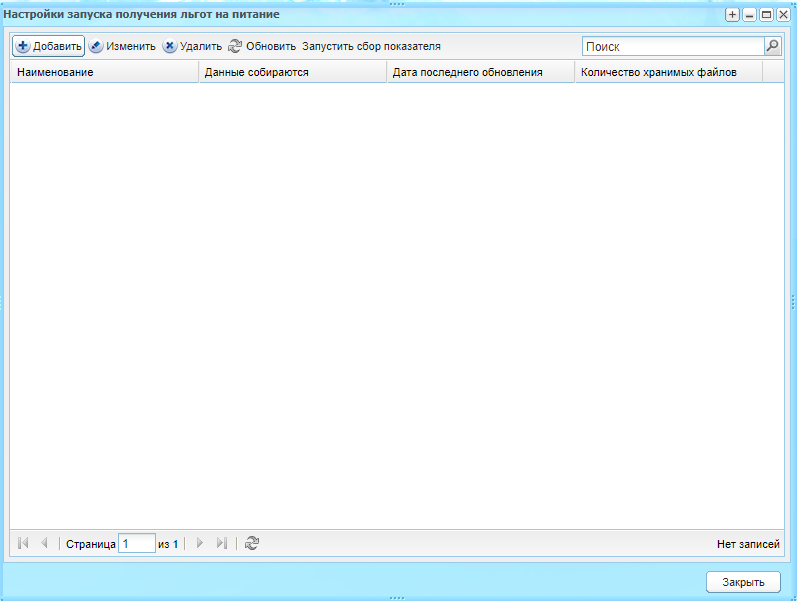 Настройки запуска получения льгот на питание
Добавить Изменить Удалить Обновить Запустить сбор показателя Поиск
Наименование Данные собираются Дата последнего обновления Количество хранимых файлов
Страница 1 из 1 Нет записей
Закрыть